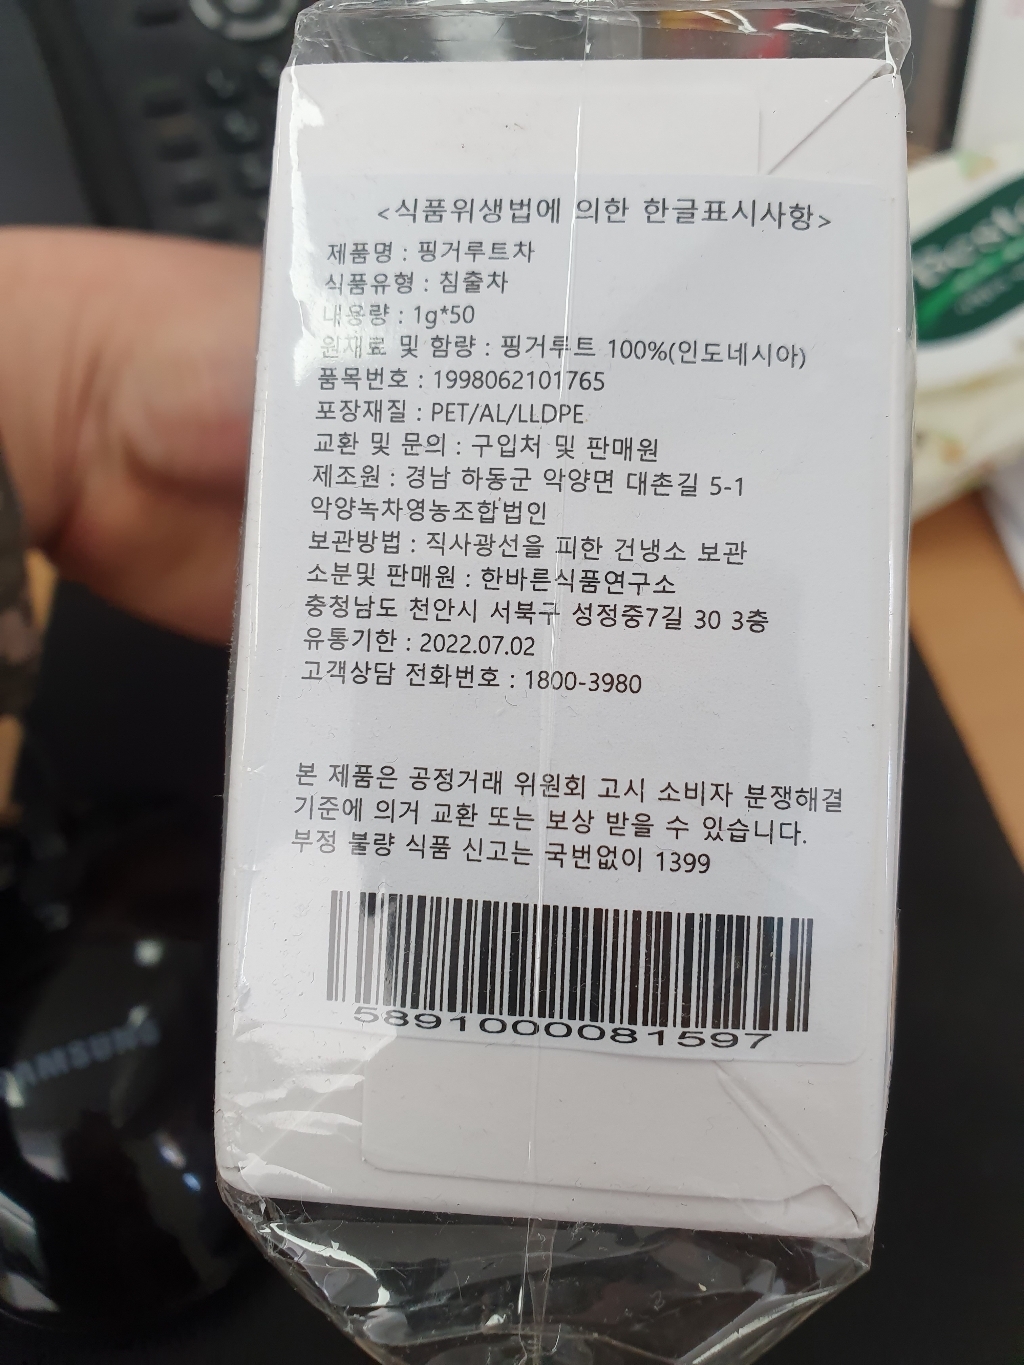 <식품위생법에 의한 한글표시사항>
제품명 : 핑거루트차
식품유형 : 침출차
내용량 : 1g*50
원재료 및 함량 : 핑거루트 100%(인도네시아)
품목번호 : 1998062101765
포장재질 : PET/AL/LLDPE
교환 및 문의 : 구입처 및 판매원
제조원 : 경남 하동군 악양면 대촌길 5-1
악양녹차영농조합법인
보관방법 : 직사광선을 피한 건냉소 보관
소분및 판매원 : 한바른식품연구소
충청남도 천안시 서북구 성정중7길 30 3층
유통기한 : 2022.07.02
고객상담 전화번호 : 1800-3980
본 제품은 공정거래 위원회 고시 소비자 분쟁해결
기준에 의거 교환 또는 보상 받을 수 있습니다.
부정 불량 식품 신고는 국번없이 1399
5891000081597
SAMSUNG